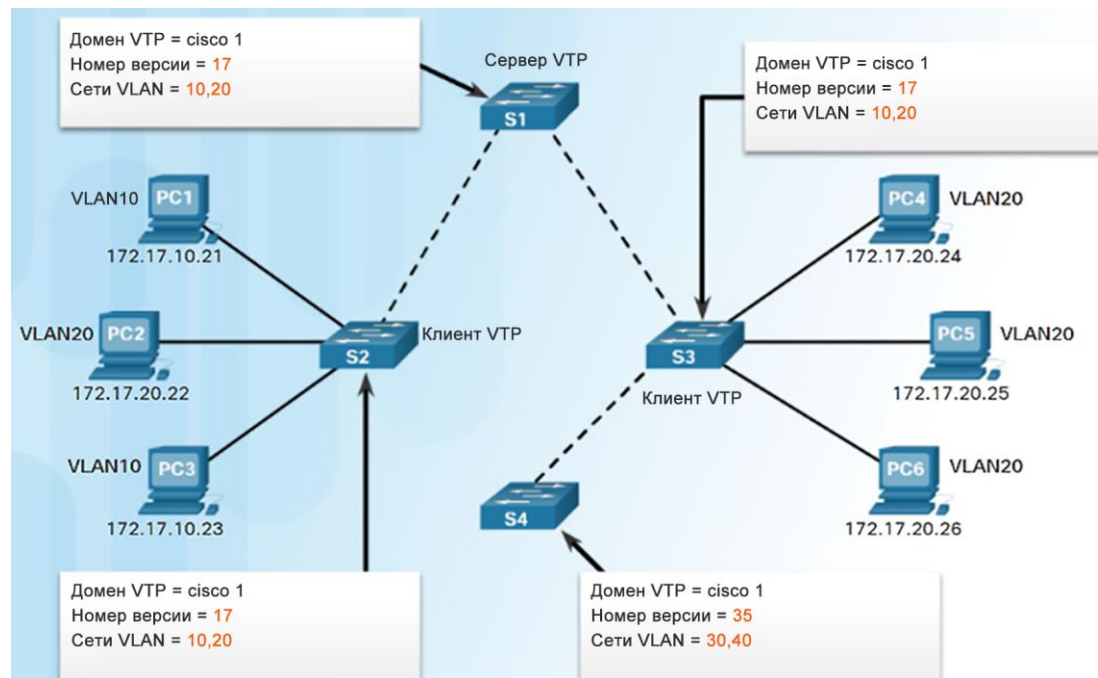 Домен VTP = cisco 1
Номер версии = 17
Сети VLAN = 10,20
Сервер VTP
S1
Домен VTP = cisco 1
Номер версии = 17
Сети VLAN = 10,20
VLAN10
PC1
172.17.10.21
VLAN20
PC2
172.17.20.22
VLAN10
PC3
172.17.10.23
S2
Клиент VTP
S3
Клиент VTP
PC4
VLAN20
172.17.20.24
PC5
VLAN20
172.17.20.25
PC6
VLAN20
172.17.20.26
S4
Домен VTP = cisco 1
Номер версии = 17
Сети VLAN = 10,20
Домен VTP = cisco 1
Номер версии = 35
Сети VLAN = 30,40